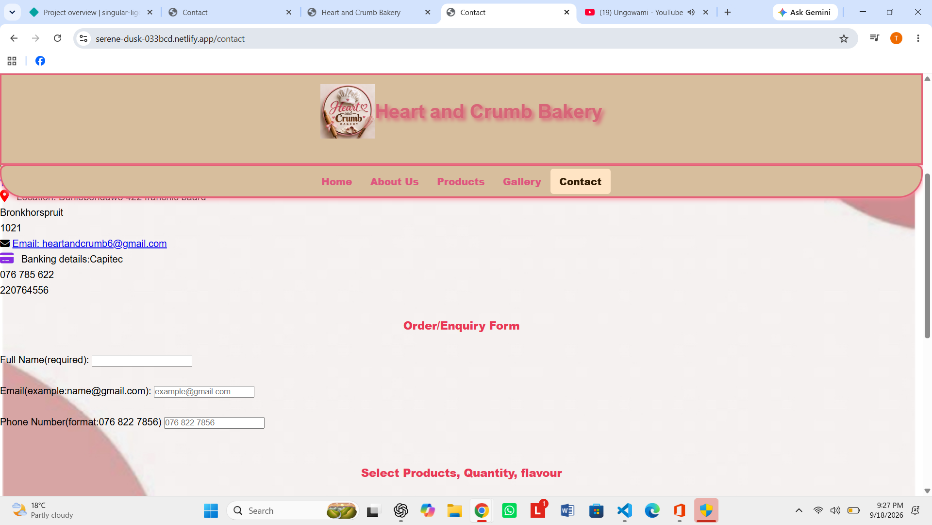 Project overview | singular-lig
Contact
Heart and Crumb Bakery
Contact
(19) Ungowami - YouTube
Ask Gemini
serene-dusk-033bcd.netlify.app/contact
T
Heart and Crumb Bakery
Heart and Crumb Bakery
Home About Us Products Gallery Contact
Bronkhorspruit
1021
Email: heartandcrumb6@gmail.com
Banking details:Capitec
076 785 622
220764556
Order/Enquiry Form
Full Name(required):
Email(example:name@gmail.com): example@gmail.com
Phone Number(format:076 822 7856) 076 822 7856
Select Products, Quantity, flavour
18°C
Partly cloudy
Search
L 1
9:27 PM
9/18/2026